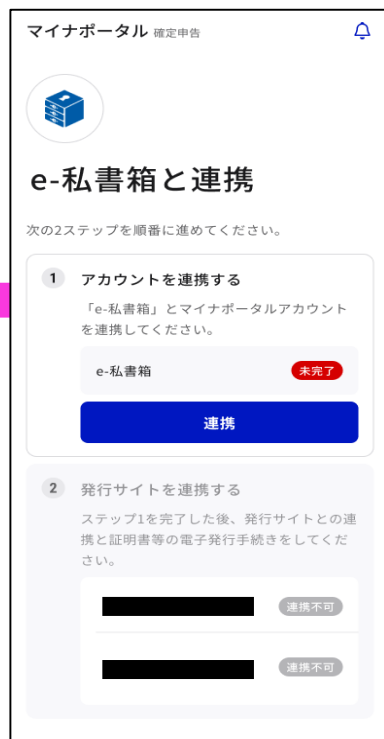 マイナポータル 確定申告
e-私書箱と連携
次の2ステップを順番に進めてください。
1 アカウントを連携する
「e-私書箱」とマイナポータルアカウント
を連携してください。
e-私書箱 未完了
連携
2 発行サイトを連携する
ステップ1を完了した後、発行サイトとの連
携と証明書等の電子発行手続きをしてくだ
さい。
連携不可
連携不可